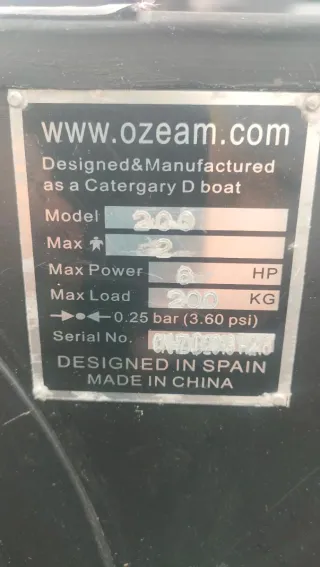 www.ozeam.com
Designed&Manufactured
as a Catergary D boat
Model 200
Max 2
Max Power HP
Max Load 200 KG
0.25 bar (3.60 psi)
Serial No.
DESIGNED IN SPAIN
MADE IN CHINA